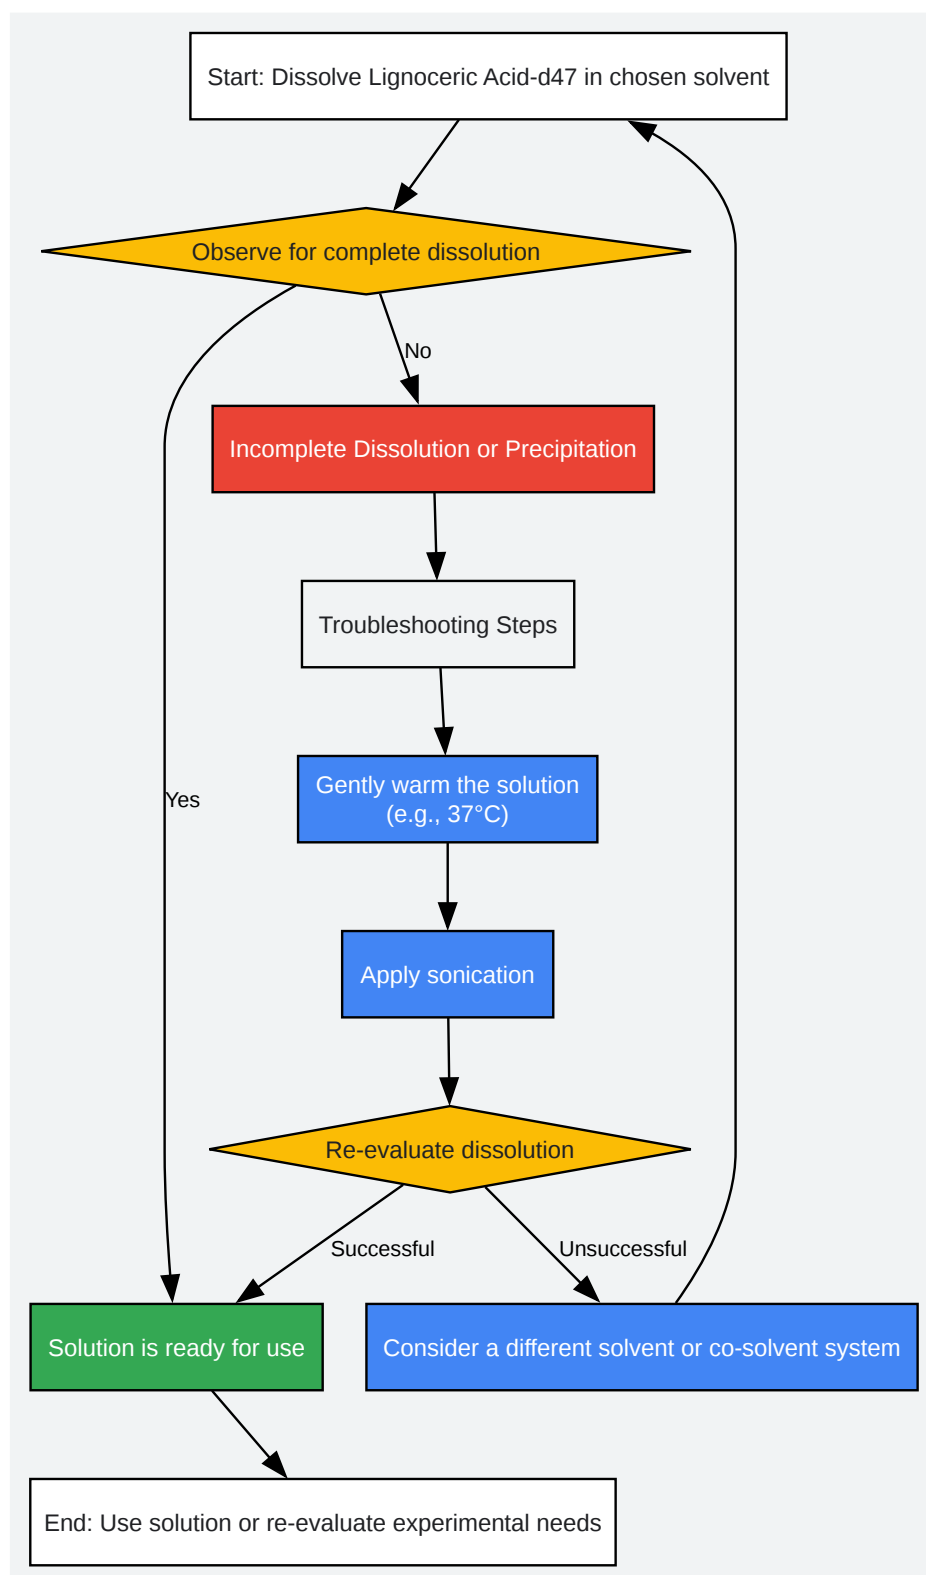 Start: Dissolve Lignoceric Acid-d47 in chosen solvent
Observe for complete dissolution
No
Incomplete Dissolution or Precipitation
Troubleshooting Steps
Gently warm the solution
(e.g., 37°C)
Yes
Apply sonication
Re-evaluate dissolution
Successful
Unsuccessful
Solution is ready for use
Consider a different solvent or co-solvent system
End: Use solution or re-evaluate experimental needs